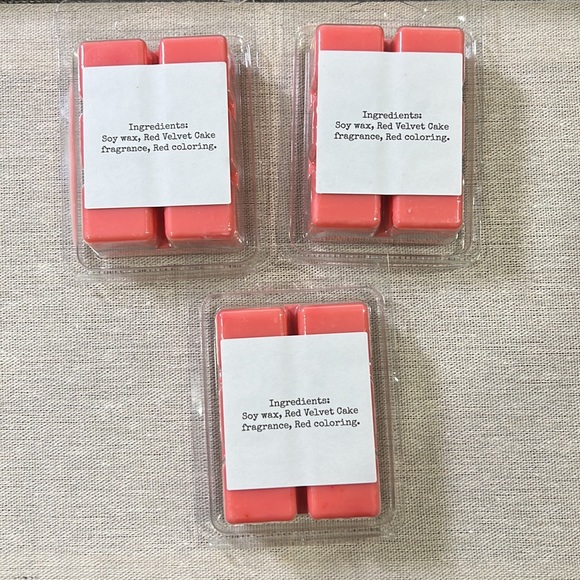 Ingredients:
Soy wax, Red Velvet Cake
fragrance, Red coloring.
Ingredients:
Soy wax, Red Velvet Cake
fragrance, Red coloring.
Ingredients:
Soy wax, Red Velvet Cake
fragrance, Red coloring.